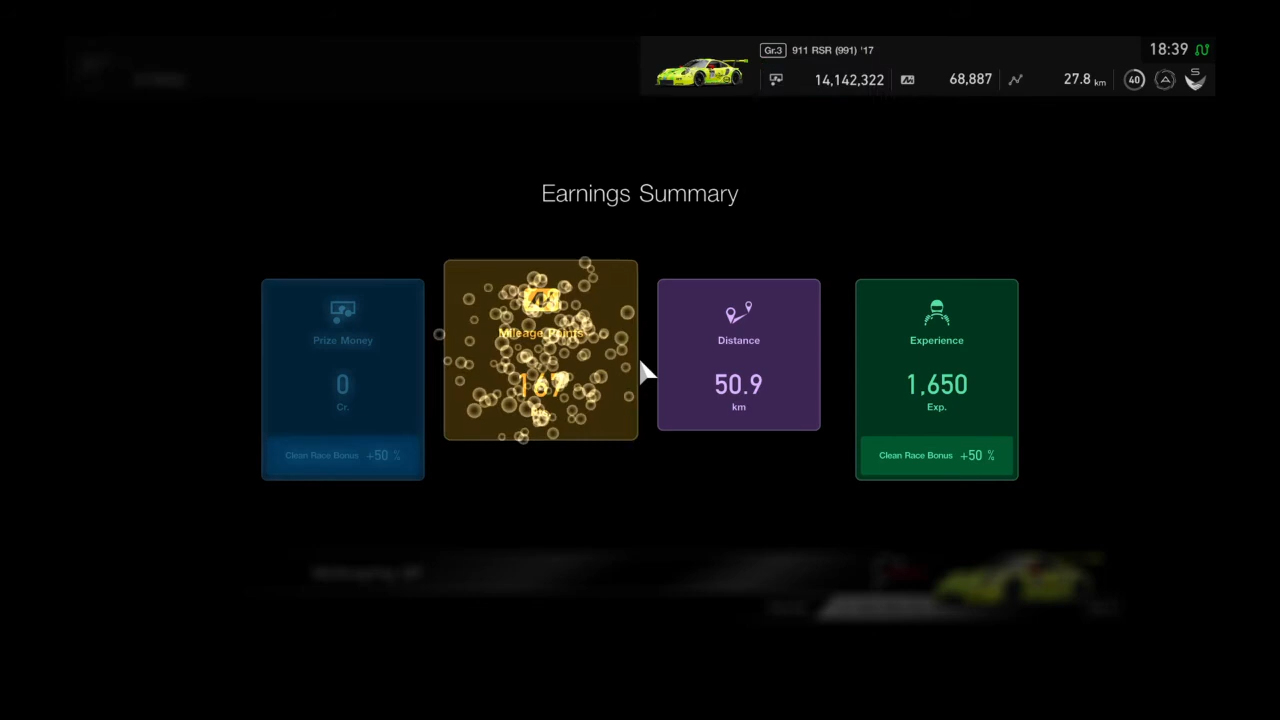 Gr.3 911 RSR (991) '17
18:39
14,142,322 68,887 27.8 km 40 A S
Earnings Summary
Prize Money
0
Cr.
Clean Race Bonus +50 %
Mileage Points
167
Distance
50.9
km
Experience
1,650
Exp.
Clean Race Bonus +50 %